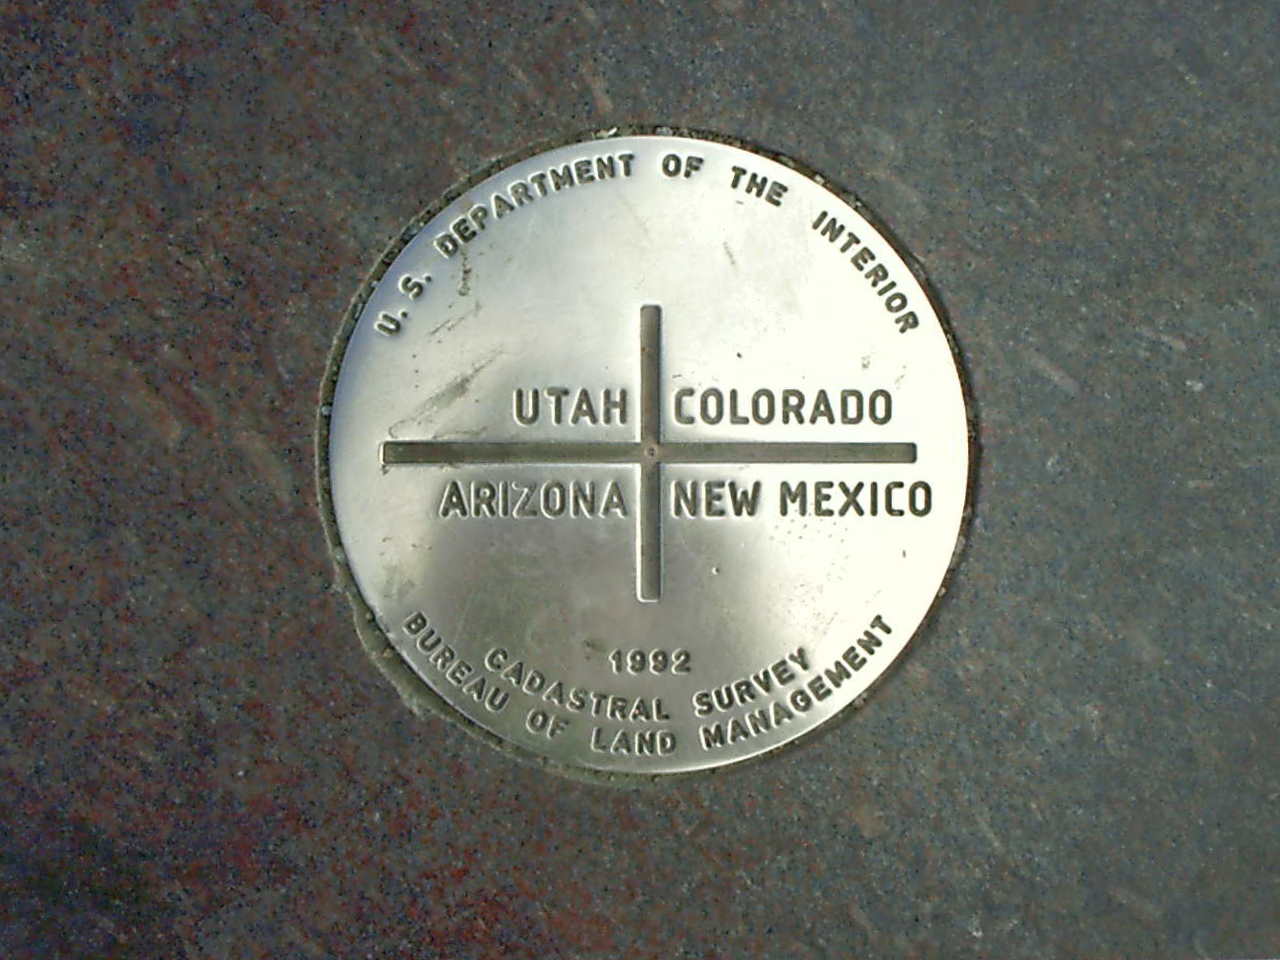 U. S. DEPARTMENT OF THE INTERIOR
UTAH COLORADO
ARIZONA NEW MEXICO
1992
CADASTRAL SURVEY
BUREAU OF LAND MANAGEMENT